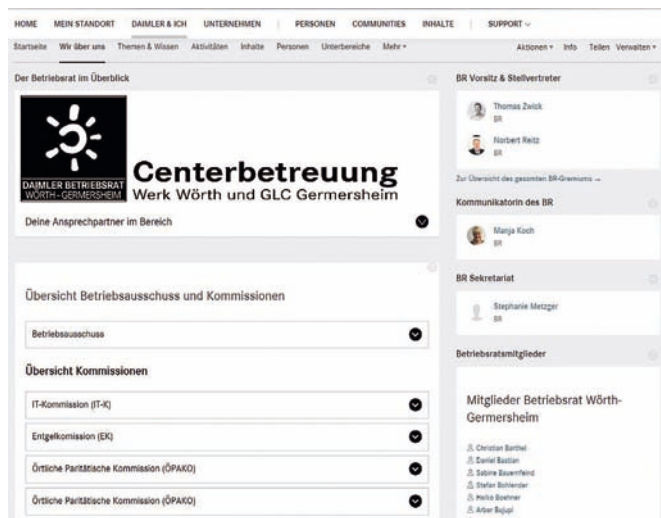 HOME MEIN STANDORT DAIMLER & ICH UNTERNEHMEN PERSONEN COMMUNITIES INHALTE SUPPORT
Startseite Wir über uns Themen & Wissen Aktivitäten Inhalte Personen Unterbereiche Mehr Aktionen Info Teilen Verwalten
Der Betriebsrat im Überblick
DAIMLER BETRIEBSRAT
WÖRTH - GERMERSHEIM
Centerbetreuung
Werk Wörth und GLC Germersheim
Deine Ansprechpartner im Bereich
Übersicht Betriebsausschuss und Kommissionen
Betriebsausschuss
Übersicht Kommissionen
IT-Kommission (IT-K)
Entgelkomission (EK)
Örtliche Paritätische Kommission (ÖPAKO)
Örtliche Paritätische Kommission (ÖPAKO)
BR Vorsitz & Stellvertreter
Thomas Zwick
BR
Norbert Reitz
BR
Zur Übersicht des gesamten BR-Gremiums →
Kommunikatorin des BR
Manja Koch
BR
BR Sekretariat
Stephanie Metzger
BR
Betriebsratsmitglieder
Mitglieder Betriebsrat Wörth-
Germersheim
Christian Barthel
Daniel Bastian
Sabine Bauernfeind
Stefan Bohlender
Heiko Boehner
Arber Bujupi